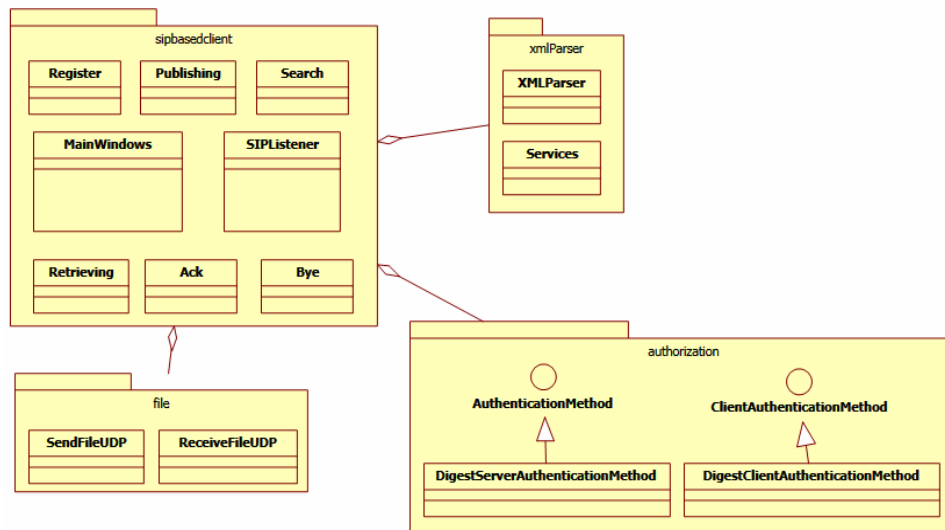 sipbasedclient
Register
Publishing
Search
MainWindows
SIPListener
Retrieving
Ack
Bye
xmlParser
XMLParser
Services
file
SendFileUDP
ReceiveFileUDP
authorization
AuthenticationMethod
ClientAuthenticationMethod
DigestServerAuthenticationMethod
DigestClientAuthenticationMethod